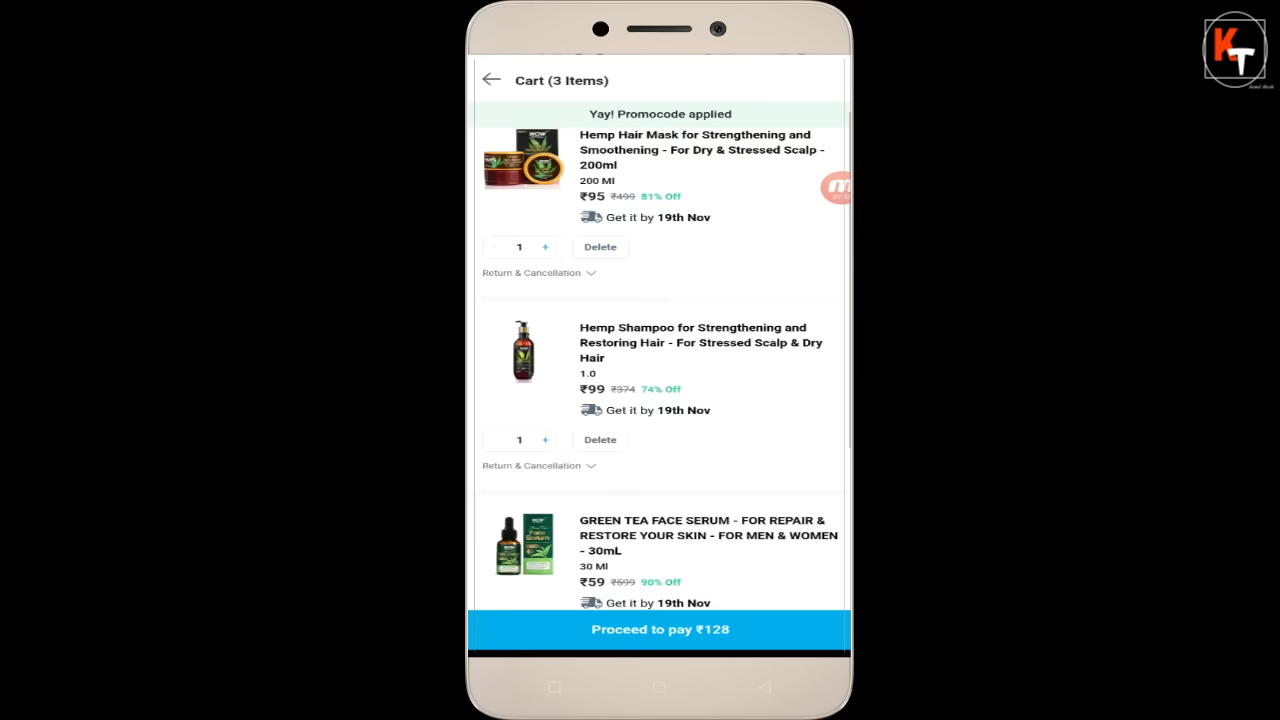 KT
Cart (3 Items)
Yay! Promocode applied
Hemp Hair Mask for Strengthening and
Smoothening - For Dry & Stressed Scalp -
200ml
200 Ml
₹95 ₹499 81% Off
Get it by 19th Nov
- 1 +
Delete
Return & Cancellation
Hemp Shampoo for Strengthening and
Restoring Hair - For Stressed Scalp & Dry
Hair
1.0
₹99 ₹374 74% Off
Get it by 19th Nov
1 +
Delete
Return & Cancellation
WOW
Face
Serum
GREEN TEA FACE SERUM - FOR REPAIR &
RESTORE YOUR SKIN - FOR MEN & WOMEN
- 30mL
30 Ml
₹59 ₹599 90% Off
Get it by 19th Nov
Proceed to pay ₹128